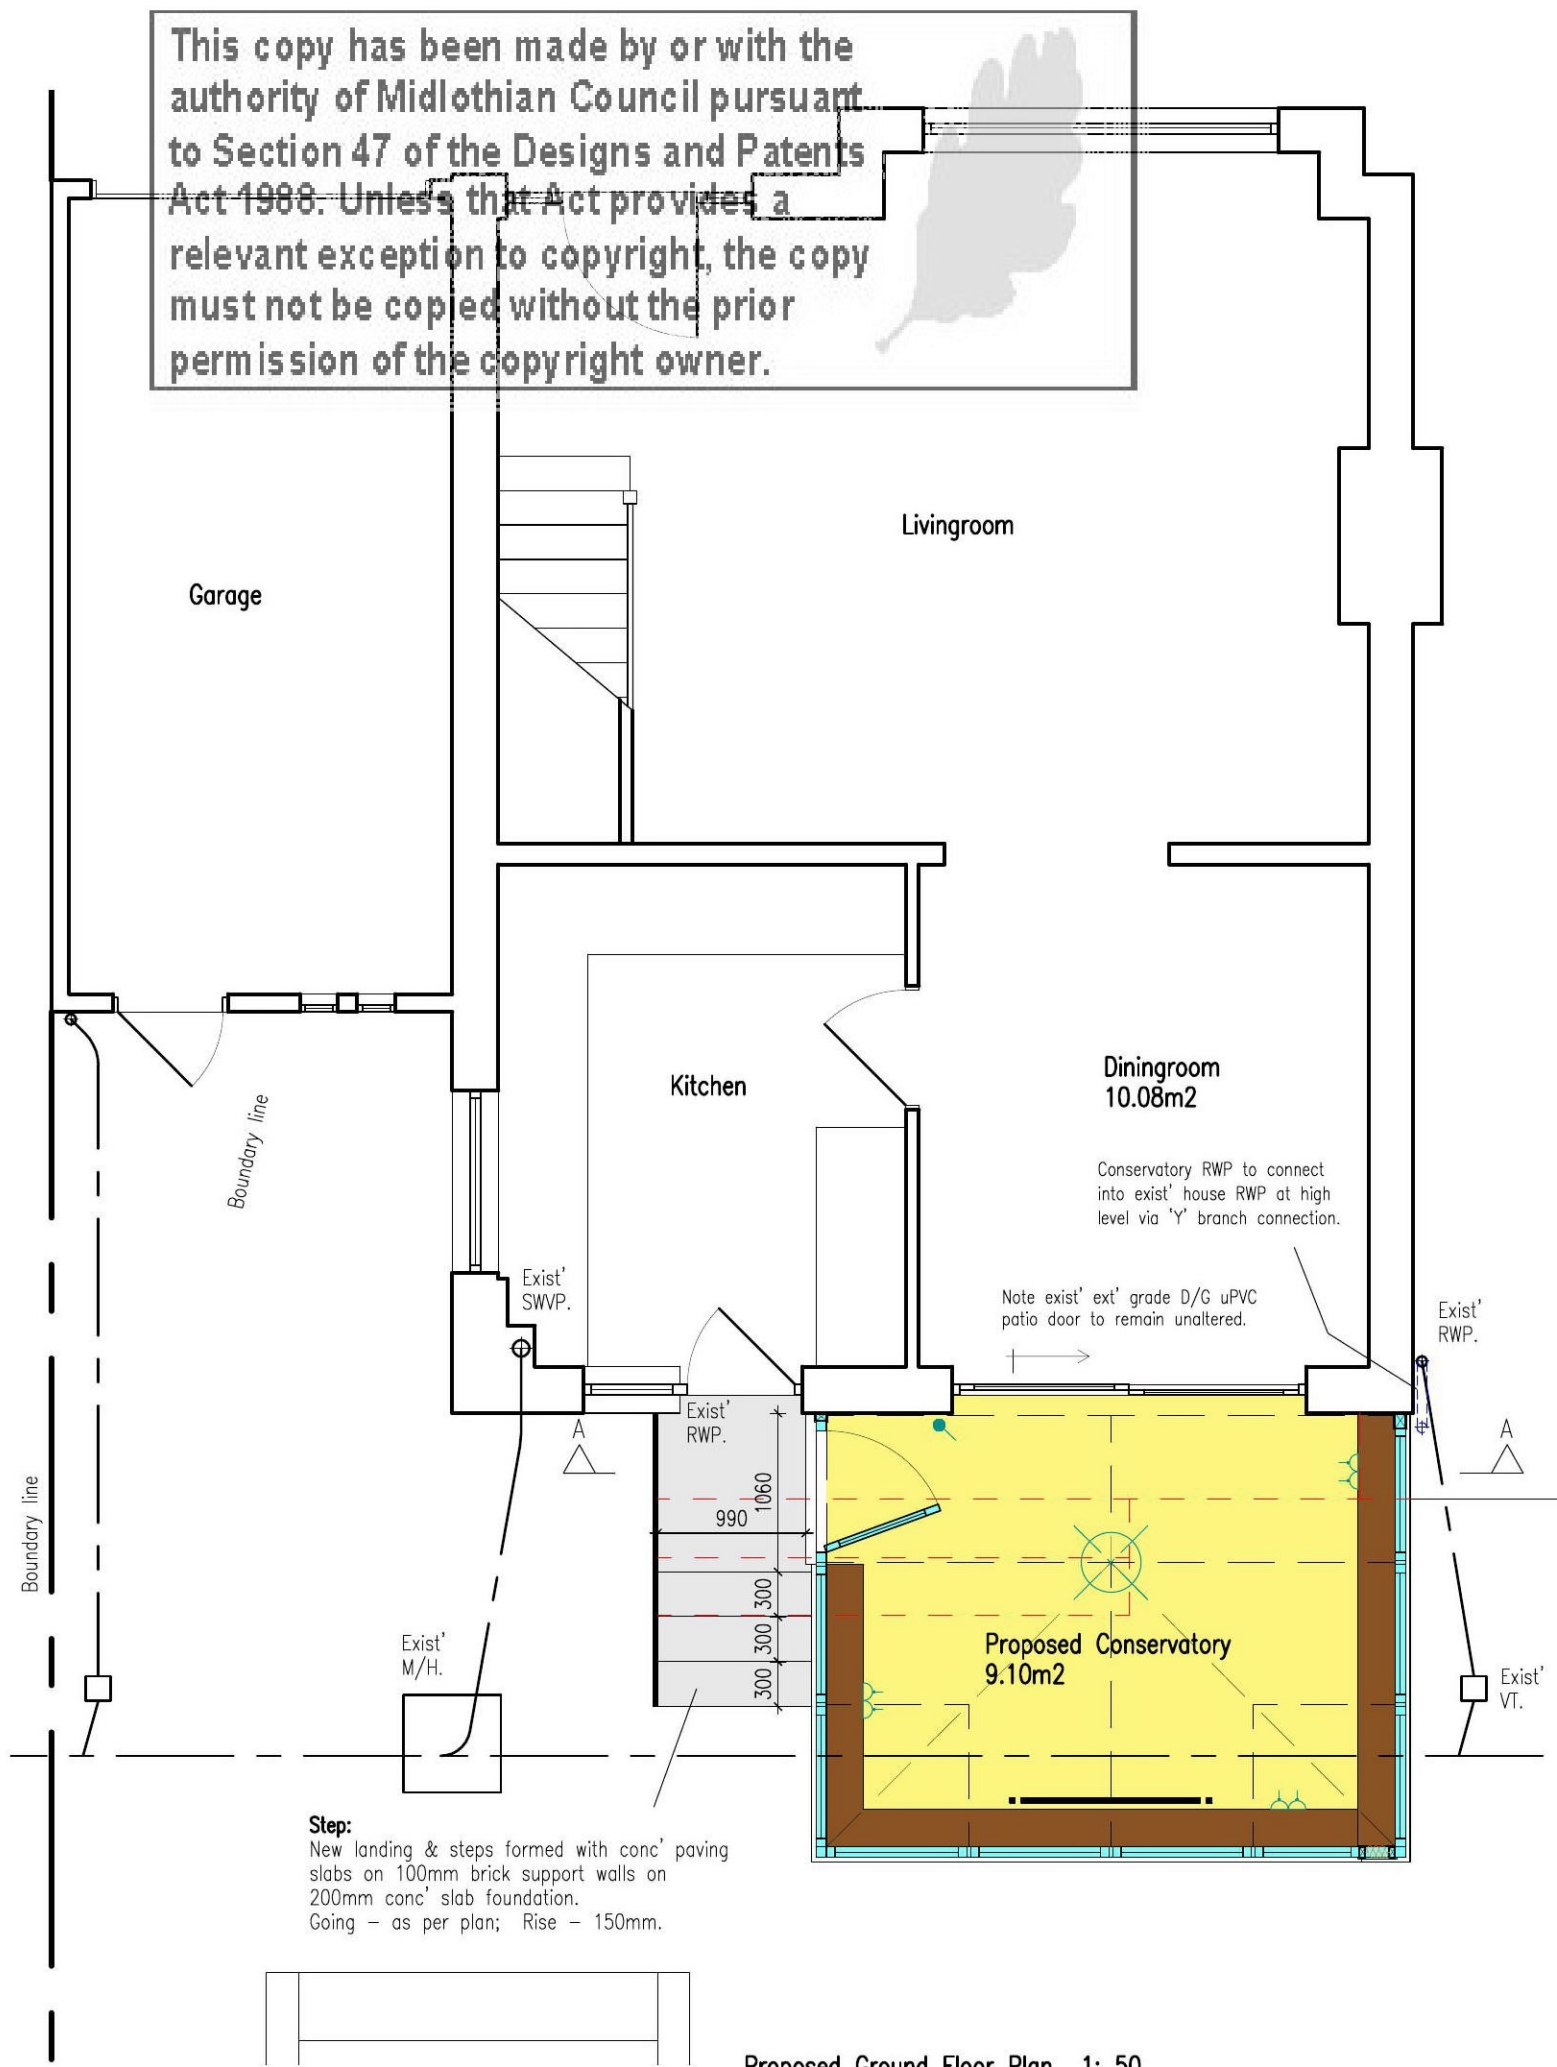 This copy has been made by or with the
authority of Midlothian Council pursuant
to Section 47 of the Designs and Patents
Act 1988. Unless that Act provides a
relevant exception to copyright, the copy
must not be copied without the prior
permission of the copyright owner.
Livingroom
Garage
Kitchen
Diningroom
10.08m2
Boundary line
Conservatory RWP to connect
into exist' house RWP at high
level via 'Y' branch connection.
Exist'
SWVP.
Note exist' ext' grade D/G uPVC
patio door to remain unaltered.
Exist'
RWP.
Exist'
RWP.
A
A
1060
990
300
300
300
Boundary line
Exist'
M/H.
Proposed Conservatory
9.10m2
Exist'
VT.
Step:
New landing & steps formed with conc' paving
slabs on 100mm brick support walls on
200mm conc' slab foundation.
Going – as per plan; Rise – 150mm.
Proposed Ground Floor Plan 1: 50